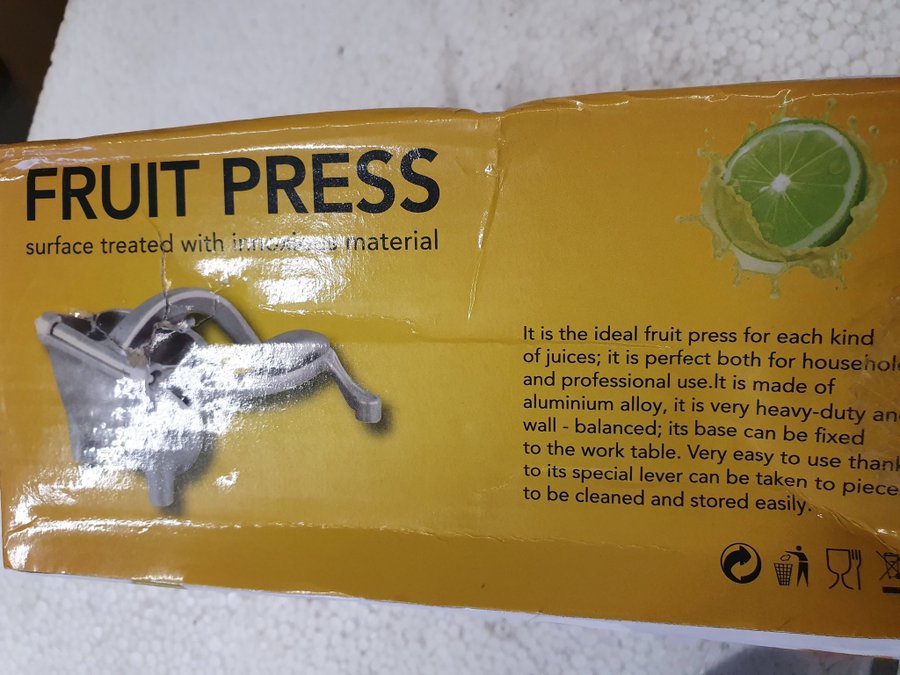 FRUIT PRESS
surface treated with innoxious material
It is the ideal fruit press for each kind
of juices; it is perfect both for househol
and professional use.It is made of
aluminium alloy, it is very heavy-duty an
wall - balanced; its base can be fixed
to the work table. Very easy to use thank
to its special lever can be taken to piece
to be cleaned and stored easily.